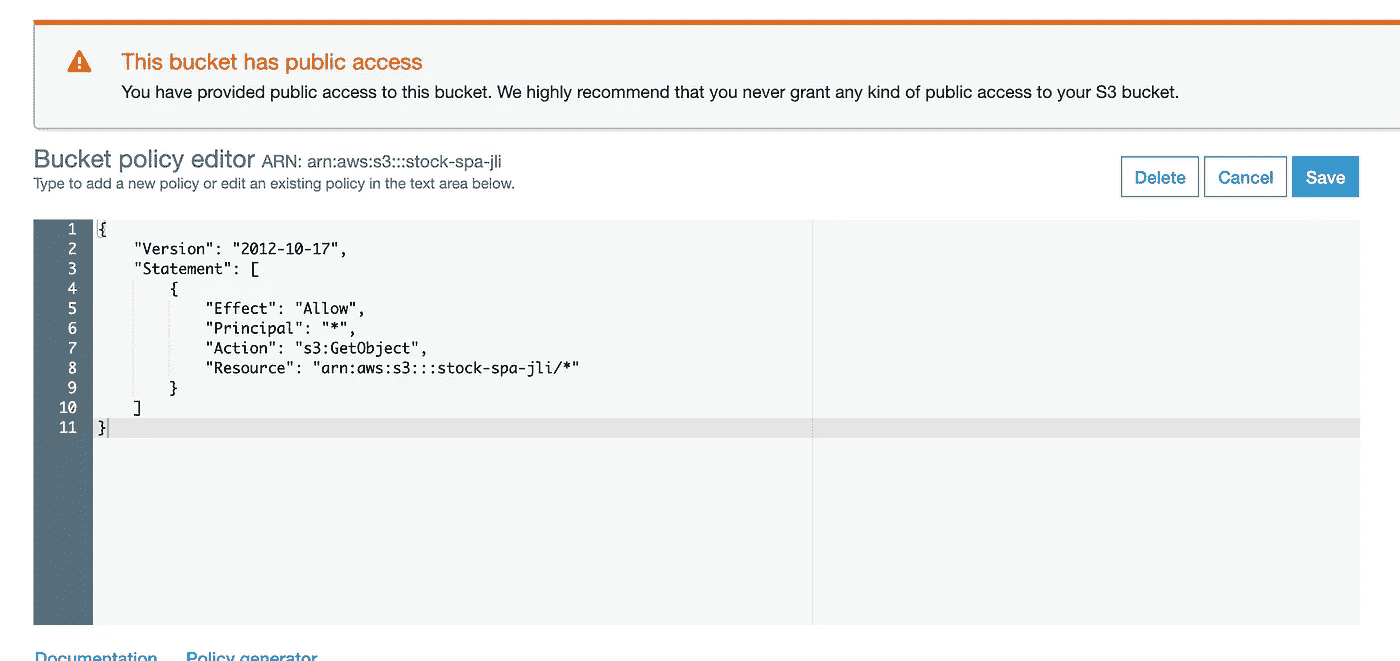 This bucket has public access
You have provided public access to this bucket. We highly recommend that you never grant any kind of public access to your S3 bucket.
Bucket policy editor ARN: arn:aws:s3:::stock-spa-jli
Type to add a new policy or edit an existing policy in the text area below.
Delete Cancel Save
1 {
2 "Version": "2012-10-17",
3 "Statement": [
4 {
5 "Effect": "Allow",
6 "Principal": "*",
7 "Action": "s3:GetObject",
8 "Resource": "arn:aws:s3:::stock-spa-jli/*"
9 }
10 ]
11 }
Documentation Policy generator